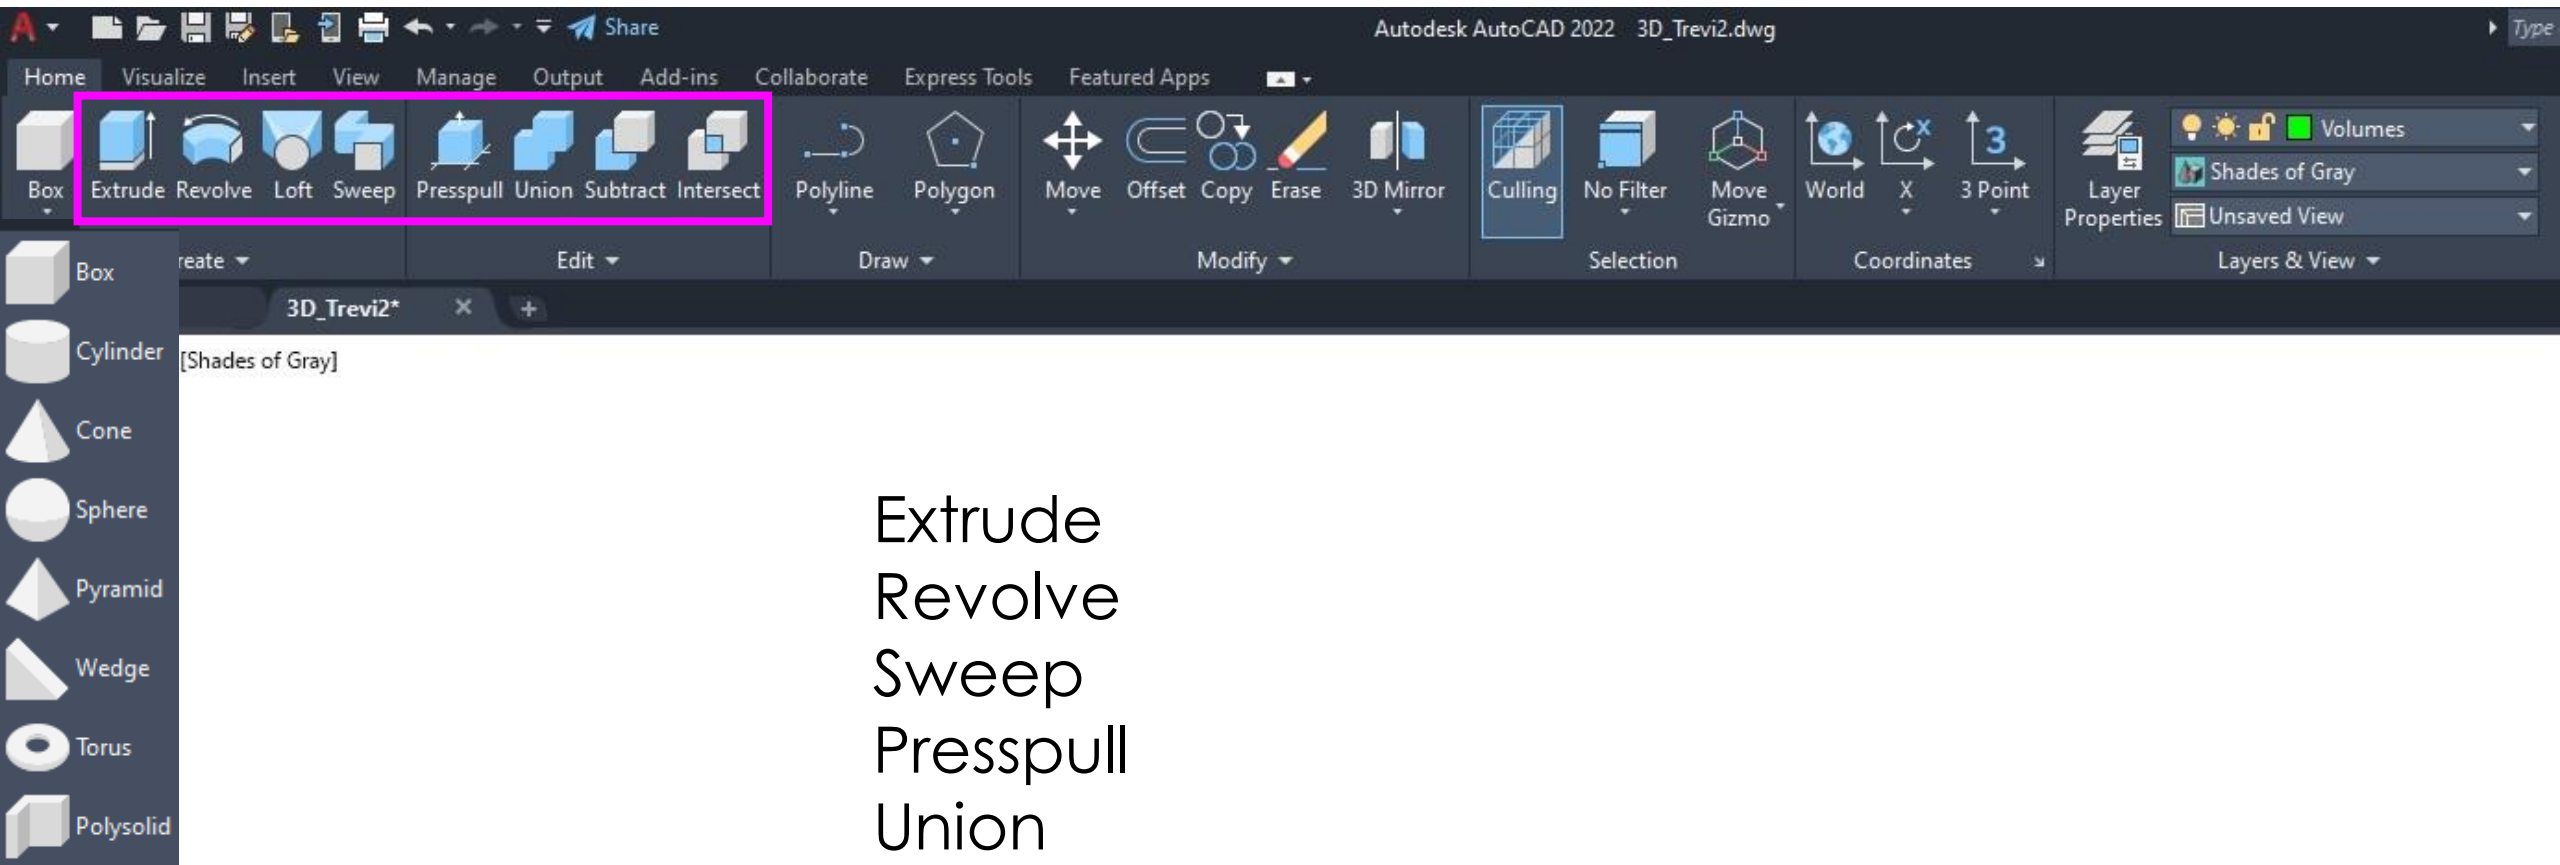 Share
Autodesk AutoCAD 2022 3D_Trevi2.dwg
Type
Home Visualize Insert View Manage Output Add-ins Collaborate Express Tools Featured Apps
Box Extrude Revolve Loft Sweep Presspull Union Subtract Intersect Polyline Polygon Move Offset Copy Erase 3D Mirror Culling No Filter Move Gizmo World X 3 Point Layer Properties
Volumes
Shades of Gray
Unsaved View
reate Edit Draw Modify Selection Coordinates Layers & View
3D_Trevi2*
[Shades of Gray]
Box
Cylinder
Cone
Sphere
Pyramid
Wedge
Torus
Polysolid
Extrude
Revolve
Sweep
Presspull
Union